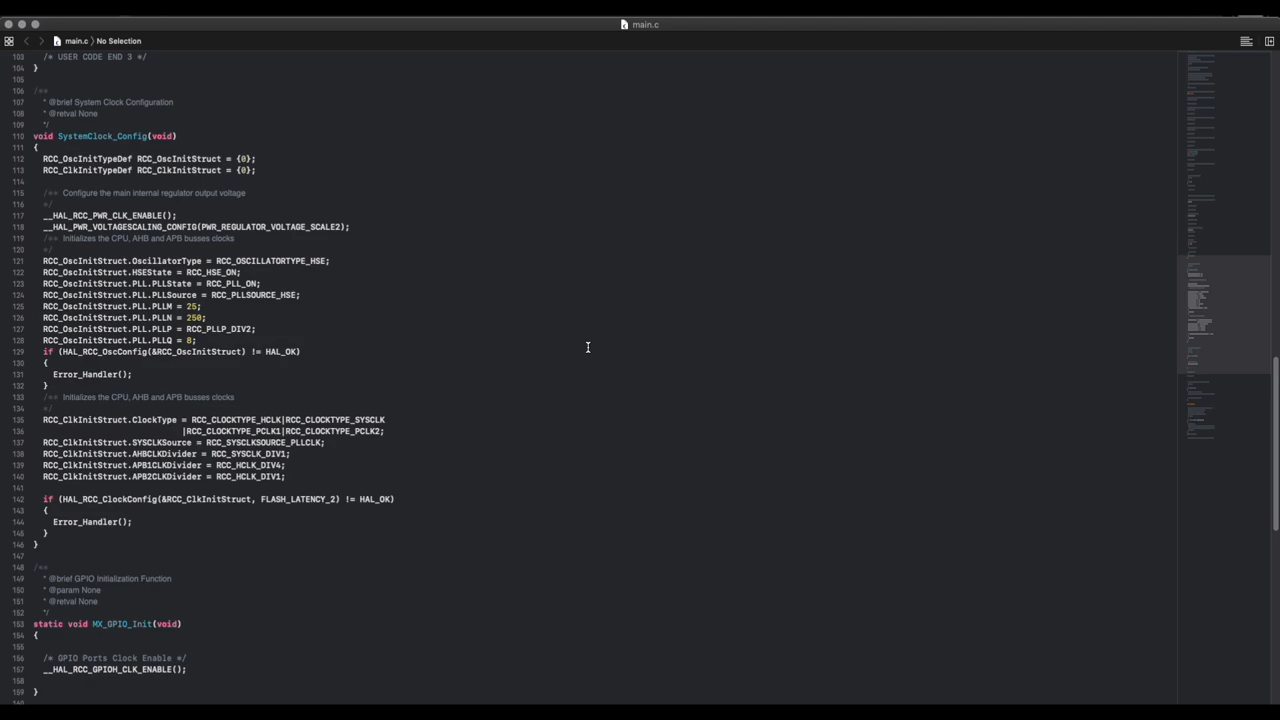 main.c
main.c 〉 No Selection
103 /* USER CODE END 3 */
104 }
105
106 /**
107 * @brief System Clock Configuration
108 * @retval None
109 */
110 void SystemClock_Config(void)
111 {
112 RCC_OscInitTypeDef RCC_OscInitStruct = {0};
113 RCC_ClkInitTypeDef RCC_ClkInitStruct = {0};
114
115 /** Configure the main internal regulator output voltage
116 */
117 __HAL_RCC_PWR_CLK_ENABLE();
118 __HAL_PWR_VOLTAGESCALING_CONFIG(PWR_REGULATOR_VOLTAGE_SCALE2);
119 /** Initializes the CPU, AHB and APB busses clocks
120 */
121 RCC_OscInitStruct.OscillatorType = RCC_OSCILLATORTYPE_HSE;
122 RCC_OscInitStruct.HSEState = RCC_HSE_ON;
123 RCC_OscInitStruct.PLL.PLLState = RCC_PLL_ON;
124 RCC_OscInitStruct.PLL.PLLSource = RCC_PLLSOURCE_HSE;
125 RCC_OscInitStruct.PLL.PLLM = 25;
126 RCC_OscInitStruct.PLL.PLLN = 250;
127 RCC_OscInitStruct.PLL.PLLP = RCC_PLLP_DIV2;
128 RCC_OscInitStruct.PLL.PLLQ = 8;
129 if (HAL_RCC_OscConfig(&RCC_OscInitStruct) != HAL_OK)
130 {
131 Error_Handler();
132 }
133 /** Initializes the CPU, AHB and APB busses clocks
134 */
135 RCC_ClkInitStruct.ClockType = RCC_CLOCKTYPE_HCLK|RCC_CLOCKTYPE_SYSCLK
136 |RCC_CLOCKTYPE_PCLK1|RCC_CLOCKTYPE_PCLK2;
137 RCC_ClkInitStruct.SYSCLKSource = RCC_SYSCLKSOURCE_PLLCLK;
138 RCC_ClkInitStruct.AHBCLKDivider = RCC_SYSCLK_DIV1;
139 RCC_ClkInitStruct.APB1CLKDivider = RCC_HCLK_DIV4;
140 RCC_ClkInitStruct.APB2CLKDivider = RCC_HCLK_DIV1;
141
142 if (HAL_RCC_ClockConfig(&RCC_ClkInitStruct, FLASH_LATENCY_2) != HAL_OK)
143 {
144 Error_Handler();
145 }
146 }
147
148 /**
149 * @brief GPIO Initialization Function
150 * @param None
151 * @retval None
152 */
153 static void MX_GPIO_Init(void)
154 {
155
156 /* GPIO Ports Clock Enable */
157 __HAL_RCC_GPIOH_CLK_ENABLE();
158
159 }